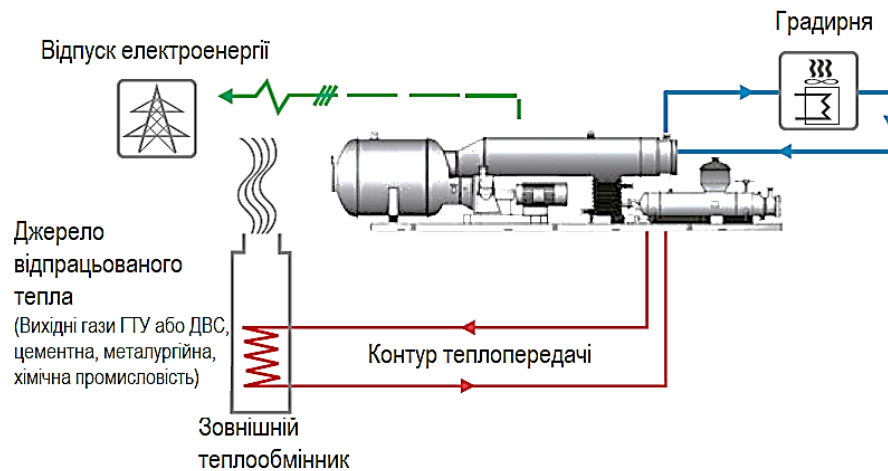 Градирня
Відпуск електроенергії
Джерело
відпрацьованого
тепла
(Вихідні гази ГТУ або ДВС,
цементна, металургійна,
хімічна промисловість)
Контур теплопередачі
Зовнішній
теплообмінник